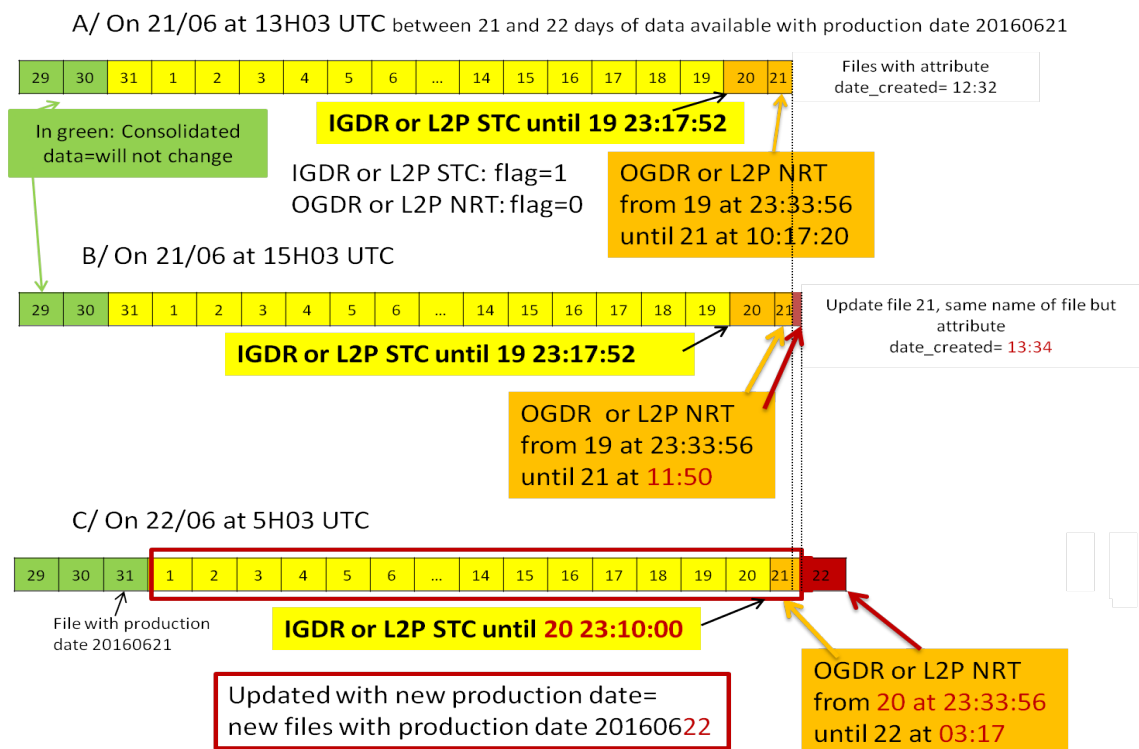 A/ On 21/06 at 13H03 UTC between 21 and 22 days of data available with production date 20160621
29 30 31 1 2 3 4 5 6 ... 14 15 16 17 18 19 20 21
Files with attribute
date_created= 12:32
In green: Consolidated
data=will not change
IGDR or L2P STC until 19 23:17:52
IGDR or L2P STC: flag=1
OGDR or L2P NRT: flag=0
OGDR or L2P NRT
from 19 at 23:33:56
until 21 at 10:17:20
B/ On 21/06 at 15H03 UTC
29 30 31 1 2 3 4 5 6 ... 14 15 16 17 18 19 20 21
Update file 21, same name of file but
attribute
date_created= 13:34
IGDR or L2P STC until 19 23:17:52
OGDR or L2P NRT
from 19 at 23:33:56
until 21 at 11:50
C/ On 22/06 at 5H03 UTC
29 30 31 1 2 3 4 5 6 ... 14 15 16 17 18 19 20 21 22
File with production
date 20160621
IGDR or L2P STC until 20 23:10:00
OGDR or L2P NRT
from 20 at 23:33:56
until 22 at 03:17
Updated with new production date=
new files with production date 20160622